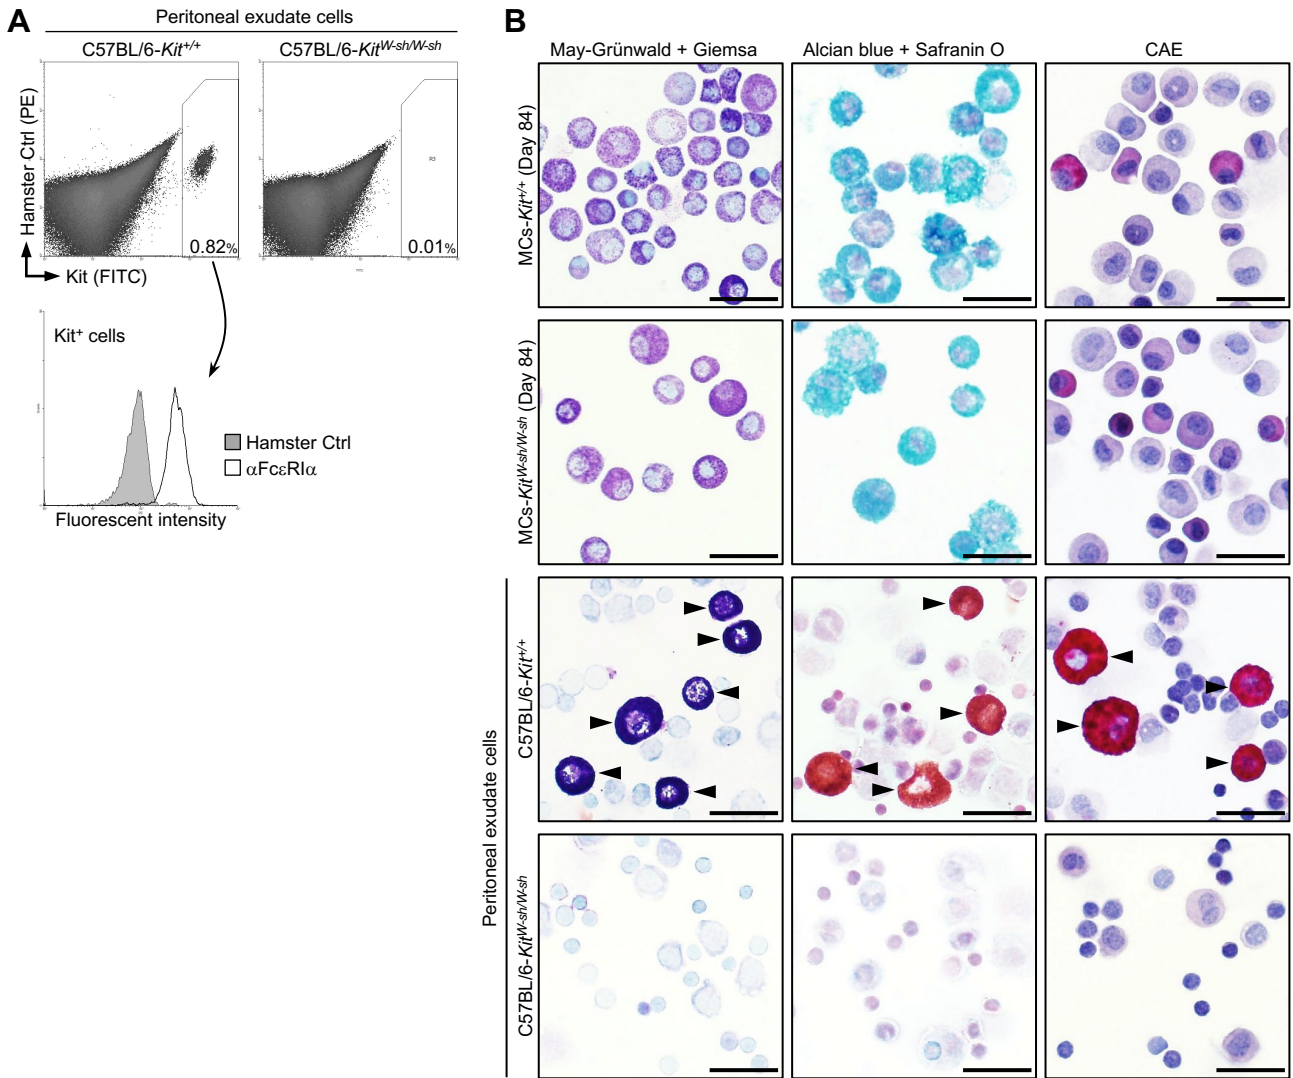 A
Peritoneal exudate cells
C57BL/6-Kit+/+
C57BL/6-KitW-sh/W-sh
Hamster Ctrl (PE)
Kit (FITC)
0.82%
0.01%
R3
Kit+ cells
Hamster Ctrl
αFcεRIα
Fluorescent intensity
B
May-Grünwald + Giemsa
Alcian blue + Safranin O
CAE
MCs-Kit+/+ (Day 84)
MCs-KitW-sh/W-sh (Day 84)
Peritoneal exudate cells
C57BL/6-Kit+/+
C57BL/6-KitW-sh/W-sh